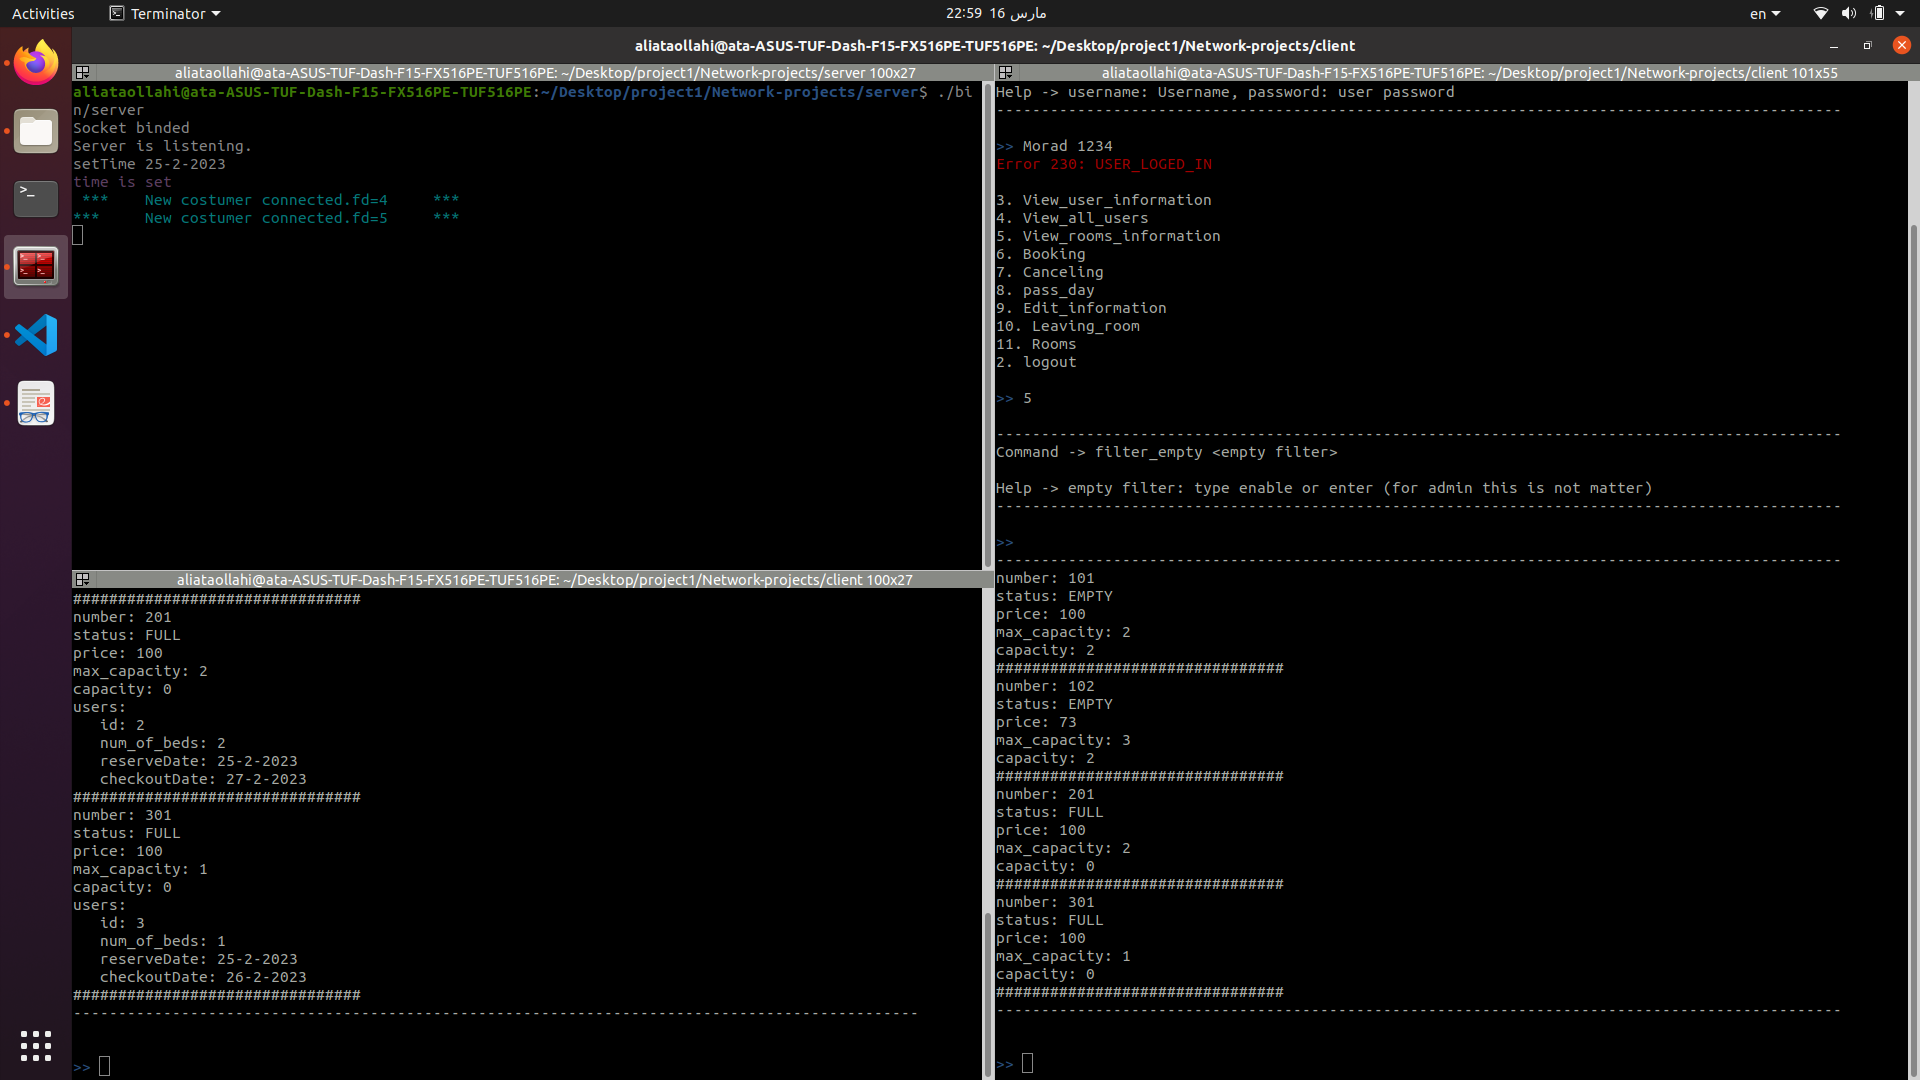 Activities
Terminator
22:59 16 مارس
en
aliataollahi@ata-ASUS-TUF-Dash-F15-FX516PE-TUF516PE: ~/Desktop/project1/Network-projects/client
aliataollahi@ata-ASUS-TUF-Dash-F15-FX516PE-TUF516PE: ~/Desktop/project1/Network-projects/server 100x27
aliataollahi@ata-ASUS-TUF-Dash-F15-FX516PE-TUF516PE:~/Desktop/project1/Network-projects/server$ ./bi
n/server
Socket binded
Server is listening.
setTime 25-2-2023
time is set
***    New costumer connected.fd=4     ***
***     New costumer connected.fd=5     ***
aliataollahi@ata-ASUS-TUF-Dash-F15-FX516PE-TUF516PE: ~/Desktop/project1/Network-projects/client 100x27
################################
number: 201
status: FULL
price: 100
max_capacity: 2
capacity: 0
users:
   id: 2
   num_of_beds: 2
   reserveDate: 25-2-2023
   checkoutDate: 27-2-2023
################################
number: 301
status: FULL
price: 100
max_capacity: 1
capacity: 0
users:
   id: 3
   num_of_beds: 1
   reserveDate: 25-2-2023
   checkoutDate: 26-2-2023
################################
----------------------------------------------------------------------------------------------
>>
aliataollahi@ata-ASUS-TUF-Dash-F15-FX516PE-TUF516PE: ~/Desktop/project1/Network-projects/client 101x55
Help -> username: Username, password: user password
----------------------------------------------------------------------------------------------
>> Morad 1234
Error 230: USER_LOGED_IN
3. View_user_information
4. View_all_users
5. View_rooms_information
6. Booking
7. Canceling
8. pass_day
9. Edit_information
10. Leaving_room
11. Rooms
2. logout
>> 5
----------------------------------------------------------------------------------------------
Command -> filter_empty <empty filter>
Help -> empty filter: type enable or enter (for admin this is not matter)
----------------------------------------------------------------------------------------------
>>
----------------------------------------------------------------------------------------------
number: 101
status: EMPTY
price: 100
max_capacity: 2
capacity: 2
################################
number: 102
status: EMPTY
price: 73
max_capacity: 3
capacity: 2
################################
number: 201
status: FULL
price: 100
max_capacity: 2
capacity: 0
################################
number: 301
status: FULL
price: 100
max_capacity: 1
capacity: 0
################################
----------------------------------------------------------------------------------------------
>>